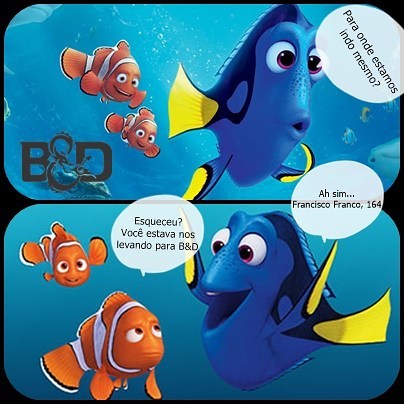 Para onde estamos
indo mesmo?
B&D
Esqueceu?
Você estava nos
levando para B&D
Ah sim...
Francisco Franco, 164